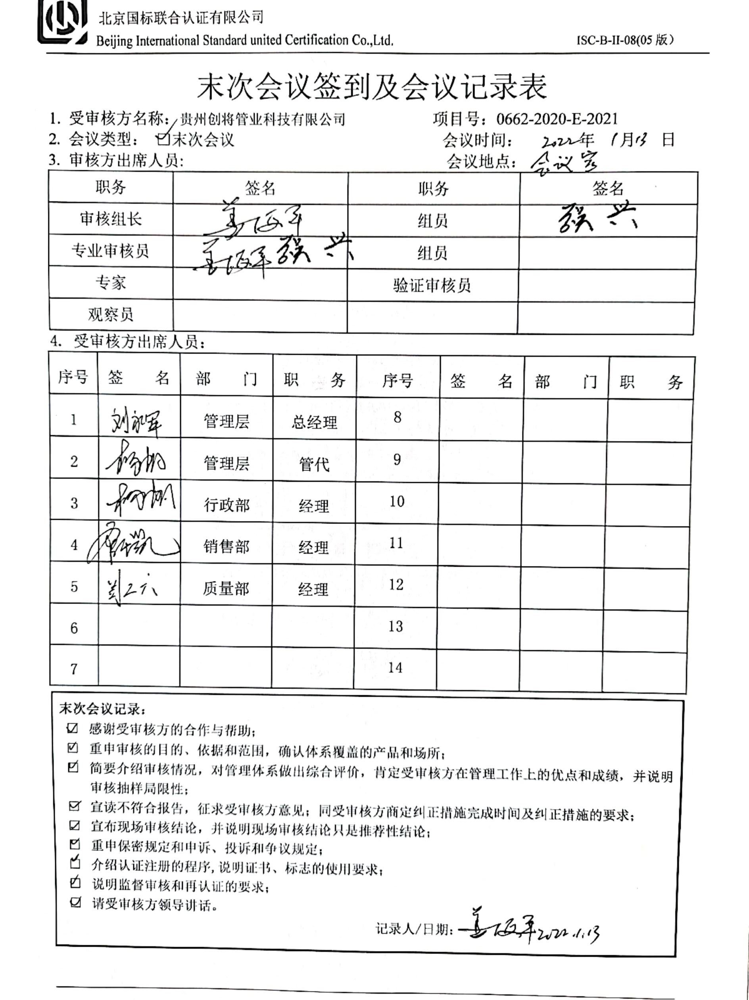 北京国标联合认证有限公司
Beijing International Standard united Certification Co.,Ltd.
ISC-B-II-08(05 版）
末次会议签到及会议记录表
1. 受审核方名称： 贵州创将管业科技有限公司 项目号：0662-2020-E-2021
2. 会议类型： 末次会议 会议时间： 2022年 1月13 日
3. 审核方出席人员: 会议地点： 会议室
职务 签名 职务 签名
审核组长 组员
专业审核员 组员
专家 验证审核员
观察员
4. 受审核方出席人员：
序号 签 名 部 门 职 务 序号 签 名 部 门 职 务
1 刘永军 管理层 总经理 8
2 杨帆 管理层 管代 9
3 杨帆 行政部 经理 10
4 销售部 经理 11
5 质量部 经理 12
6 13
7 14
末次会议记录：
☑ 感谢受审核方的合作与帮助；
☑ 重申审核的目的、依据和范围，确认体系覆盖的产品和场所；
☑ 简要介绍审核情况，对管理体系做出综合评价，肯定受审核方在管理工作上的优点和成绩，并说明
审核抽样局限性；
☑ 宣读不符合报告，征求受审核方意见；同受审核方商定纠正措施完成时间及纠正措施的要求；
☑ 宣布现场审核结论，并说明现场审核结论只是推荐性结论；
☑ 重申保密规定和申诉、投诉和争议规定；
☑ 介绍认证注册的程序,说明证书、标志的使用要求；
☑ 说明监督审核和再认证的要求；
☑ 请受审核方领导讲话。
记录人/日期： 2022.1.13